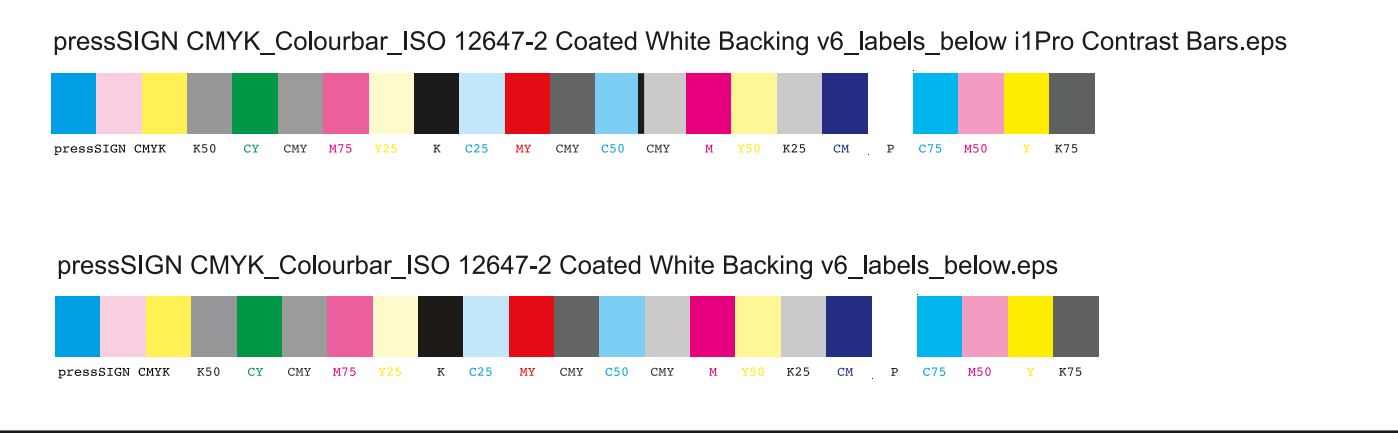 pressSIGN CMYK_Colourbar_ISO 12647-2 Coated White Backing v6_labels_below i1Pro Contrast Bars.eps
pressSIGN CMYK K50 CY CMY M75 Y25 K C25 MY CMY C50 CMY M Y50 K25 CM P C75 M50 Y K75
pressSIGN CMYK_Colourbar_ISO 12647-2 Coated White Backing v6_labels_below.eps
pressSIGN CMYK K50 CY CMY M75 Y25 K C25 MY CMY C50 CMY M Y50 K25 CM P C75 M50 Y K75